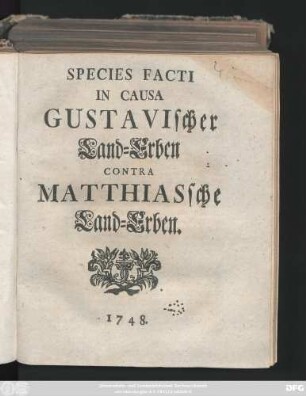 SPECIES FACTI
IN CAUSA
GUSTAVIscher
Land-Erben
CONTRA
MATTHIASsche
Land-Erben.
1748.